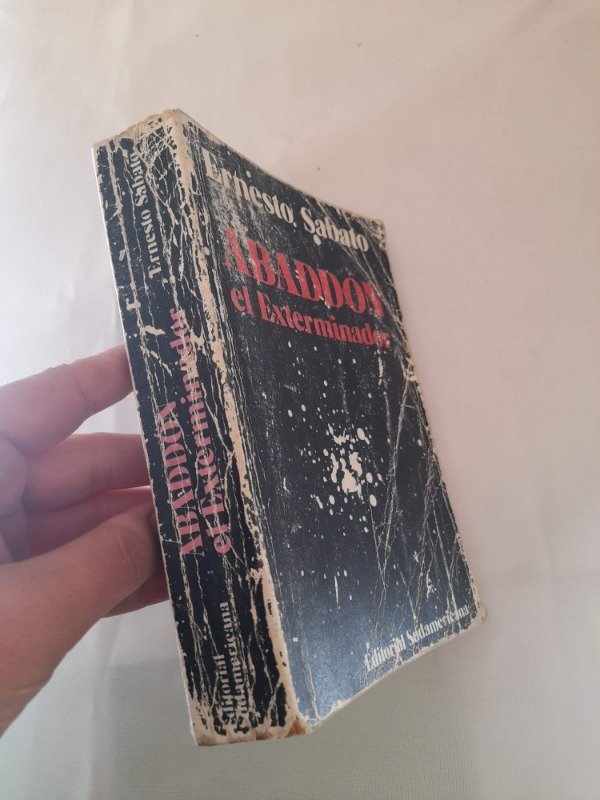 Ernesto Sabato
ABADDON
el Exterminador
Editorial Sudamericana
Ernesto Sabato
ABADDON
el Exterminador
Editorial
Sudamericana